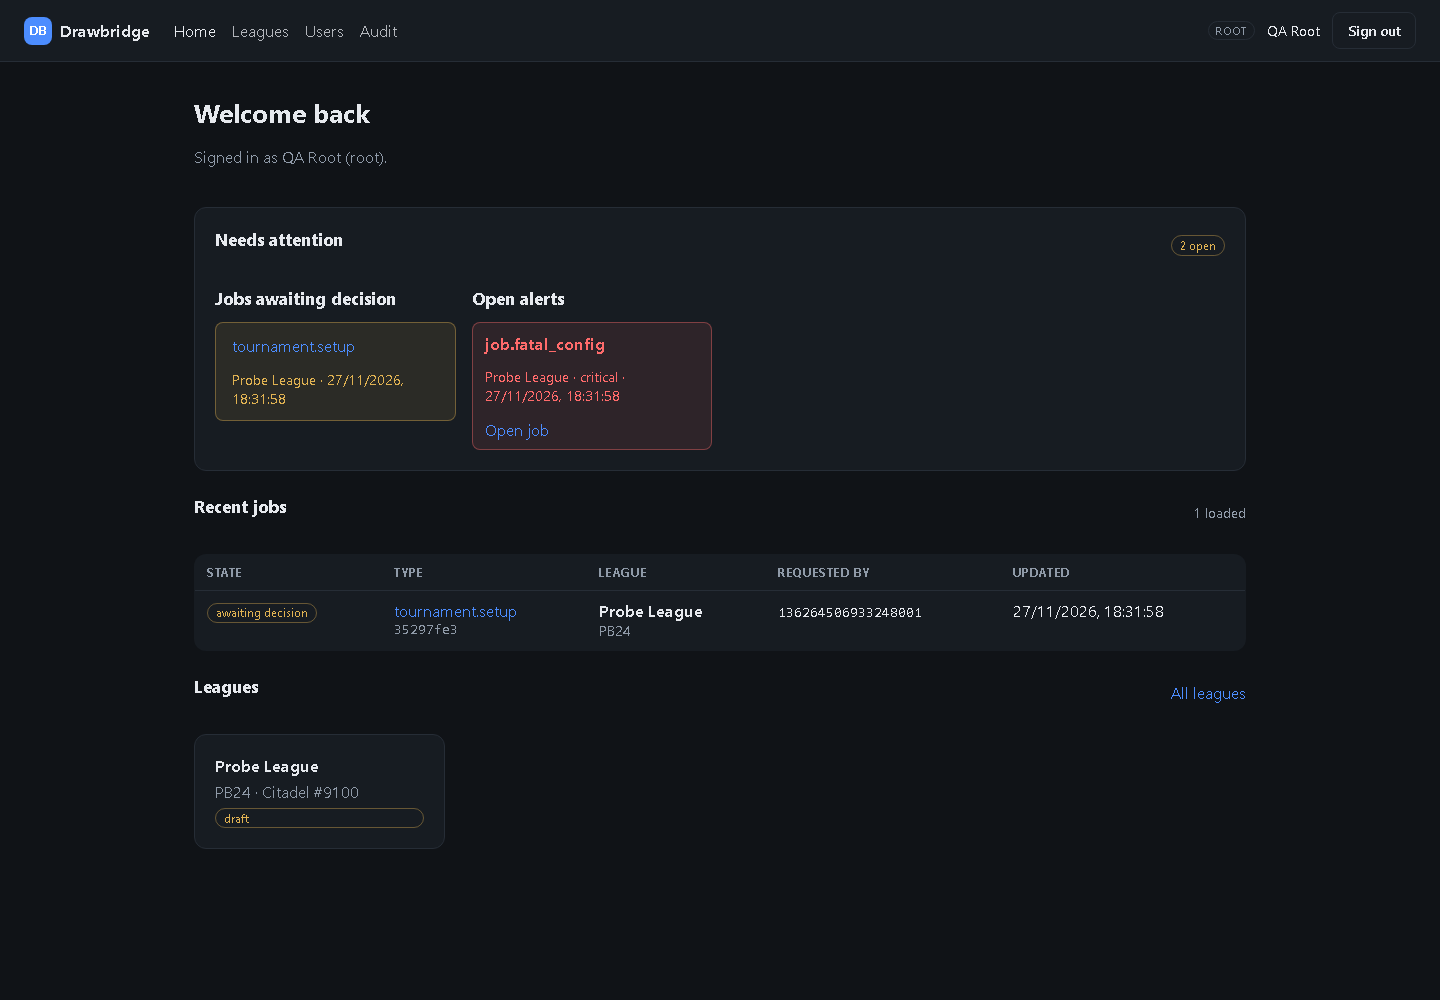 DB Drawbridge Home Leagues Users Audit ROOT QA Root Sign out
Welcome back
Signed in as QA Root (root).
Needs attention 2 open
Jobs awaiting decision
tournament.setup
Probe League · 27/11/2026,
18:31:58
Open alerts
job.fatal_config
Probe League · critical ·
27/11/2026, 18:31:58
Open job
Recent jobs 1 loaded
STATE TYPE LEAGUE REQUESTED BY UPDATED
awaiting decision tournament.setup Probe League 136264506933248001 27/11/2026, 18:31:58
35297fe3 PB24
Leagues All leagues
Probe League
PB24 · Citadel #9100
draft